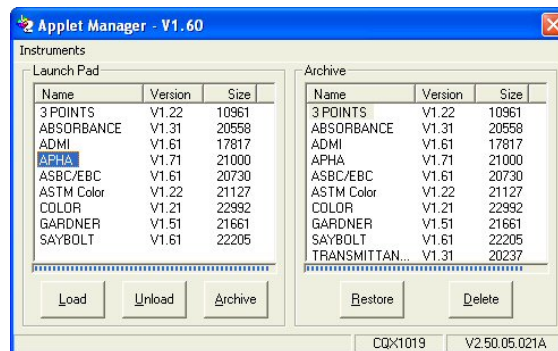 Applet Manager - V1.60
Instruments
Launch Pad
Name Version Size
3 POINTS V1.22 10961
ABSORBANCE V1.31 20558
ADMI V1.61 17817
APHA V1.71 21000
ASBC/EBC V1.61 20730
ASTM Color V1.22 21127
COLOR V1.21 22992
GARDNER V1.51 21661
SAYBOLT V1.61 22205
Load Unload Archive
Archive
Name Version Size
3 POINTS V1.22 10961
ABSORBANCE V1.31 20558
ADMI V1.61 17817
APHA V1.71 21000
ASBC/EBC V1.61 20730
ASTM Color V1.22 21127
COLOR V1.21 22992
GARDNER V1.51 21661
SAYBOLT V1.61 22205
TRANSMITTAN... V1.31 20237
Restore Delete
CQX1019 V2.50.05.021A